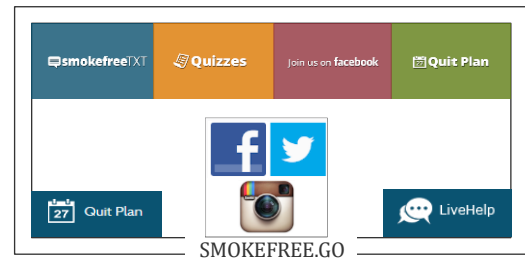 smokefreeTXT Quizzes Join us on facebook Quit Plan
27 Quit Plan LiveHelp
SMOKEFREE.GO